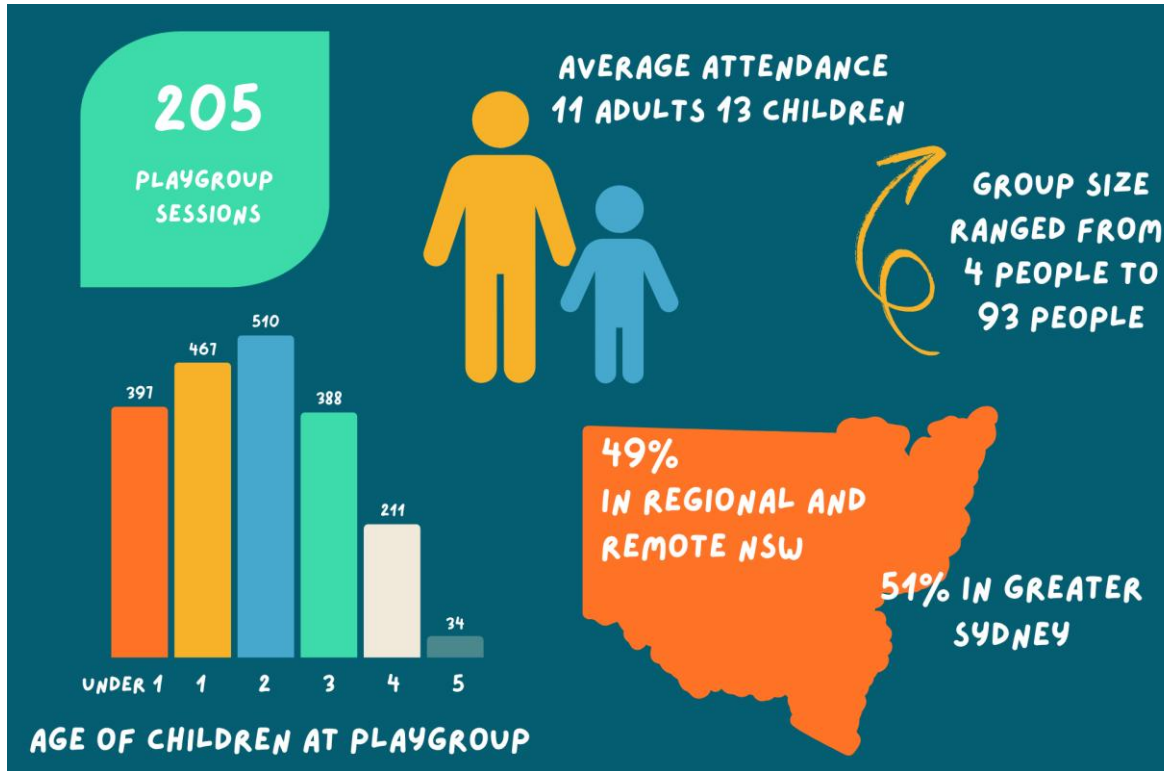 205
PLAYGROUP
SESSIONS
AVERAGE ATTENDANCE
11 ADULTS 13 CHILDREN
GROUP SIZE
RANGED FROM
4 PEOPLE TO
93 PEOPLE
397
467
510
388
211
34
UNDER 1 1 2 3 4 5
AGE OF CHILDREN AT PLAYGROUP
49%
IN REGIONAL AND
REMOTE NSW
51% IN GREATER
SYDNEY